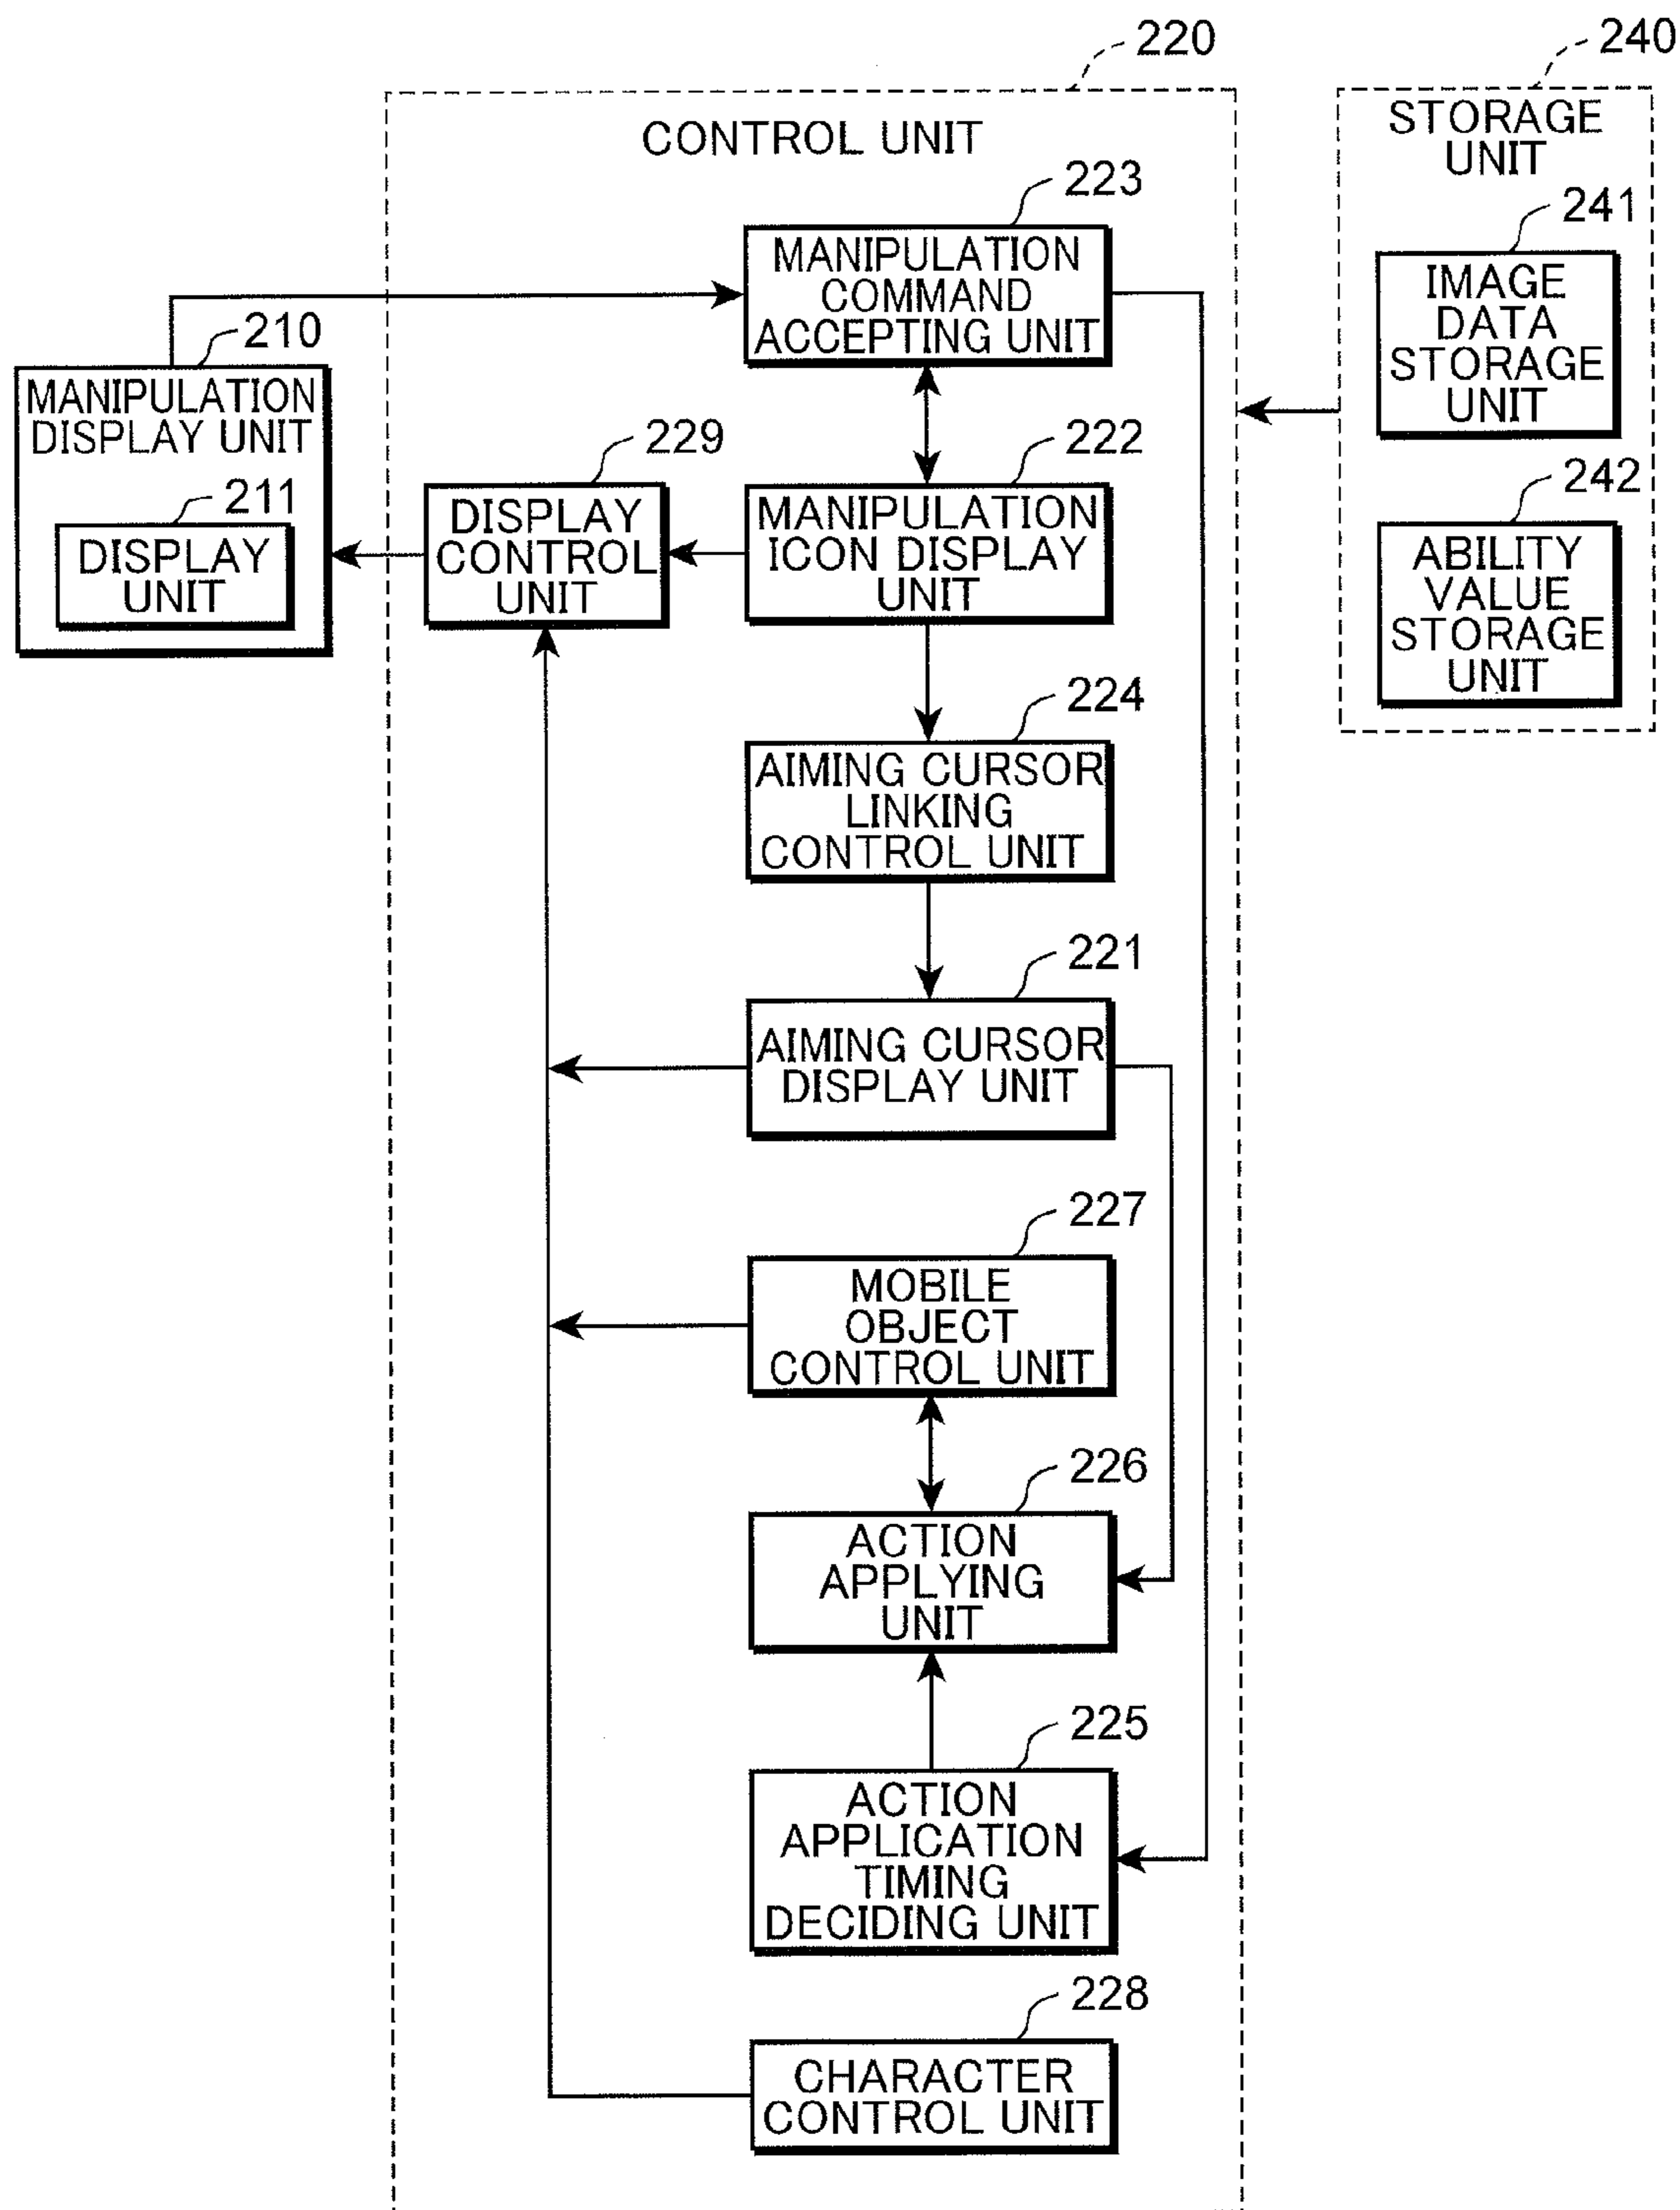 220
240
CONTROL UNIT
STORAGE
UNIT
223
241
MANIPULATION
COMMAND
ACCEPTING UNIT
IMAGE
DATA
STORAGE
UNIT
210
MANIPULATION
DISPLAY UNIT
229
222
242
211
DISPLAY
UNIT
DISPLAY
CONTROL
UNIT
MANIPULATION
ICON DISPLAY
UNIT
ABILITY
VALUE
STORAGE
UNIT
224
AIMING CURSOR
LINKING
CONTROL UNIT
221
AIMING CURSOR
DISPLAY UNIT
227
MOBILE
OBJECT
CONTROL UNIT
226
ACTION
APPLYING
UNIT
225
ACTION
APPLICATION
TIMING
DECIDING UNIT
228
CHARACTER
CONTROL UNIT